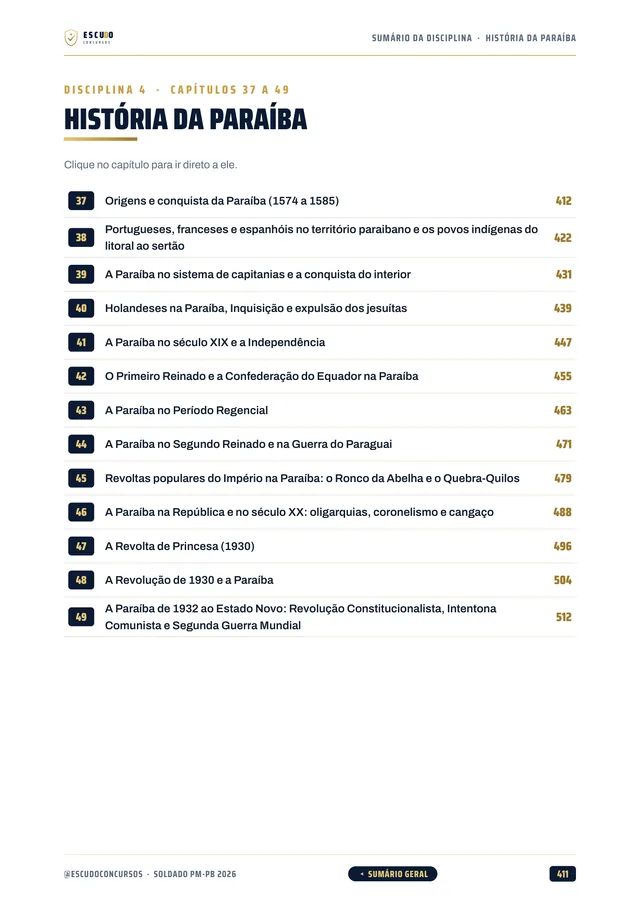 ESCUDO
CONCURSOS
SUMÁRIO DA DISCIPLINA · HISTÓRIA DA PARAÍBA
DISCIPLINA 4 · CAPÍTULOS 37 A 49
HISTÓRIA DA PARAÍBA
Clique no capítulo para ir direto a ele.
37 Origens e conquista da Paraíba (1574 a 1585) 412
38 Portugueses, franceses e espanhóis no território paraibano e os povos indígenas do
litoral ao sertão 422
39 A Paraíba no sistema de capitanias e a conquista do interior 431
40 Holandeses na Paraíba, Inquisição e expulsão dos jesuítas 439
41 A Paraíba no século XIX e a Independência 447
42 O Primeiro Reinado e a Confederação do Equador na Paraíba 455
43 A Paraíba no Período Regencial 463
44 A Paraíba no Segundo Reinado e na Guerra do Paraguai 471
45 Revoltas populares do Império na Paraíba: o Ronco da Abelha e o Quebra-Quilos 479
46 A Paraíba na República e no século XX: oligarquias, coronelismo e cangaço 488
47 A Revolta de Princesa (1930) 496
48 A Revolução de 1930 e a Paraíba 504
49 A Paraíba de 1932 ao Estado Novo: Revolução Constitucionalista, Intentona
Comunista e Segunda Guerra Mundial 512
@ESCUDOCONCURSOS · SOLDADO PM-PB 2026
SUMÁRIO GERAL
411